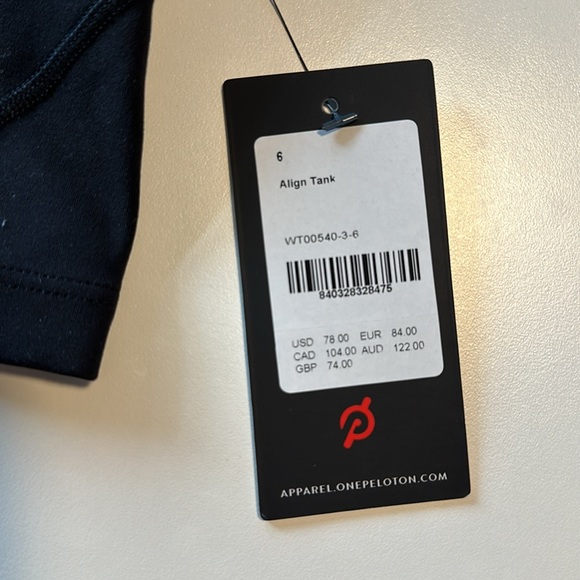 6
Align Tank
WT00540-3-6
840328328475
USD 78.00 EUR 84.00
CAD 104.00 AUD 122.00
GBP 74.00
APPAREL.ONEPELOTON.COM